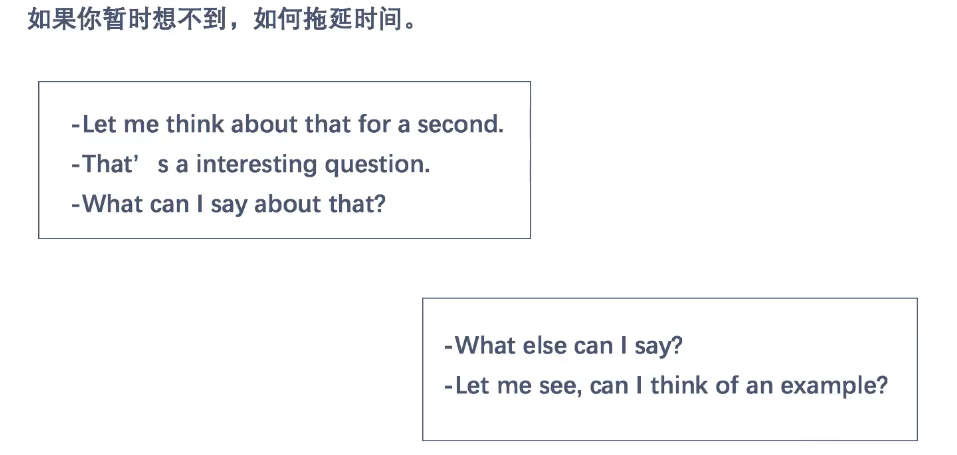 如果你暂时想不到，如何拖延时间。
-Let me think about that for a second.
-That’ s a interesting question.
-What can I say about that?
-What else can I say?
-Let me see, can I think of an example?